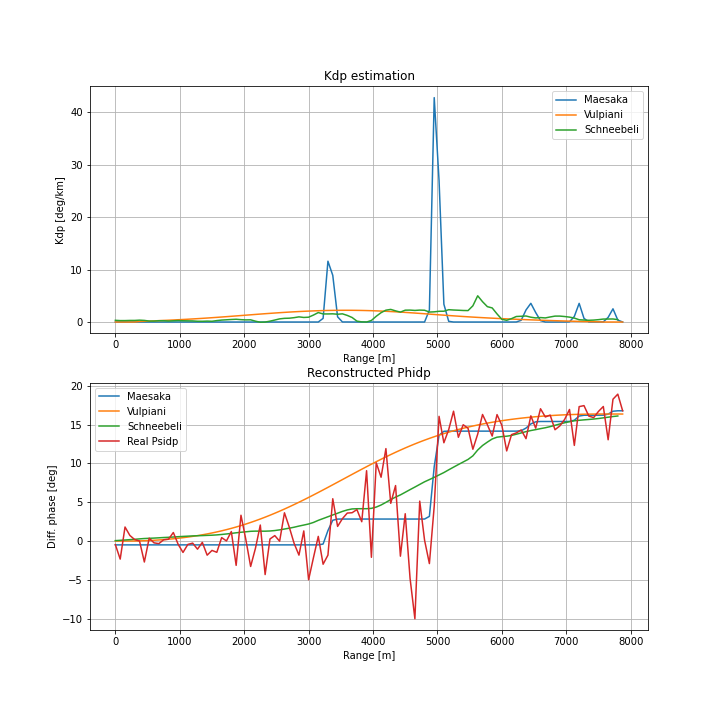 Kdp estimation
Kdp [deg/km]
40
30
20
10
0
Maesaka
Vulpiani
Schneebeli
0 1000 2000 3000 4000 5000 6000 7000 8000
Range [m]
Reconstructed Phidp
Diff. phase [deg]
20
15
10
5
0
−5
−10
Maesaka
Vulpiani
Schneebeli
Real Psidp
0 1000 2000 3000 4000 5000 6000 7000 8000
Range [m]